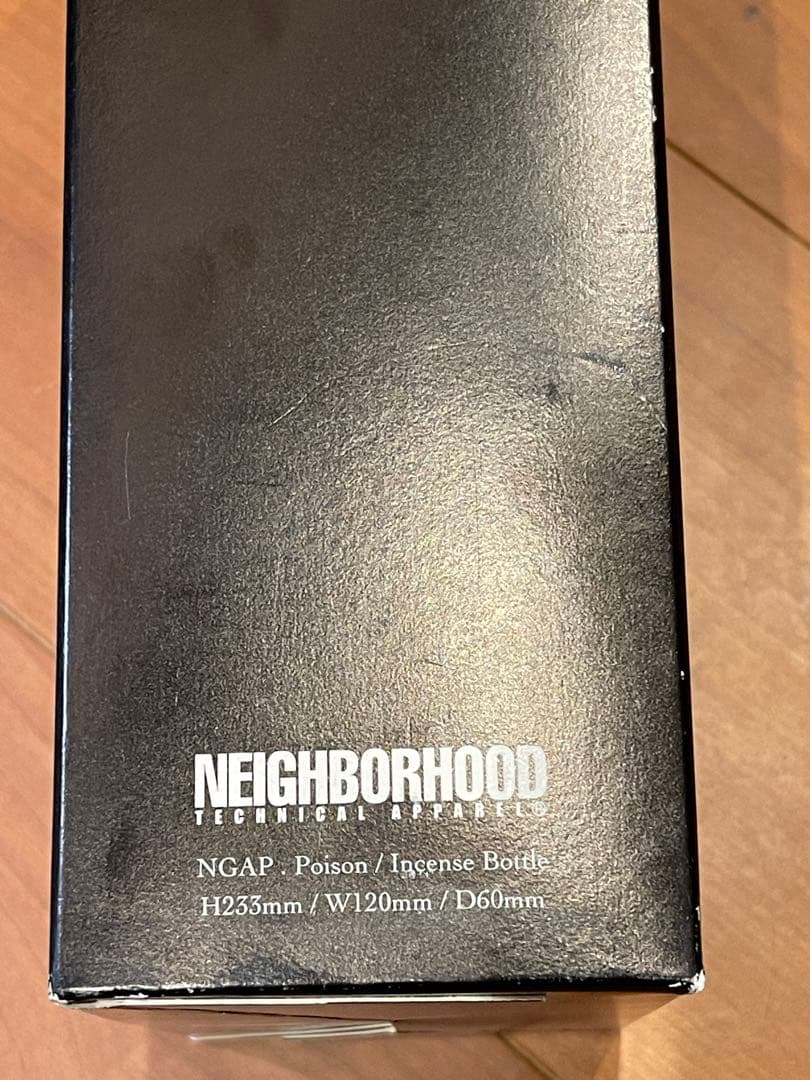 NEIGHBORHOOD
TECHNICAL APPAREL®
NGAP . Poison / Incense Bottle
H233mm / W120mm / D60mm